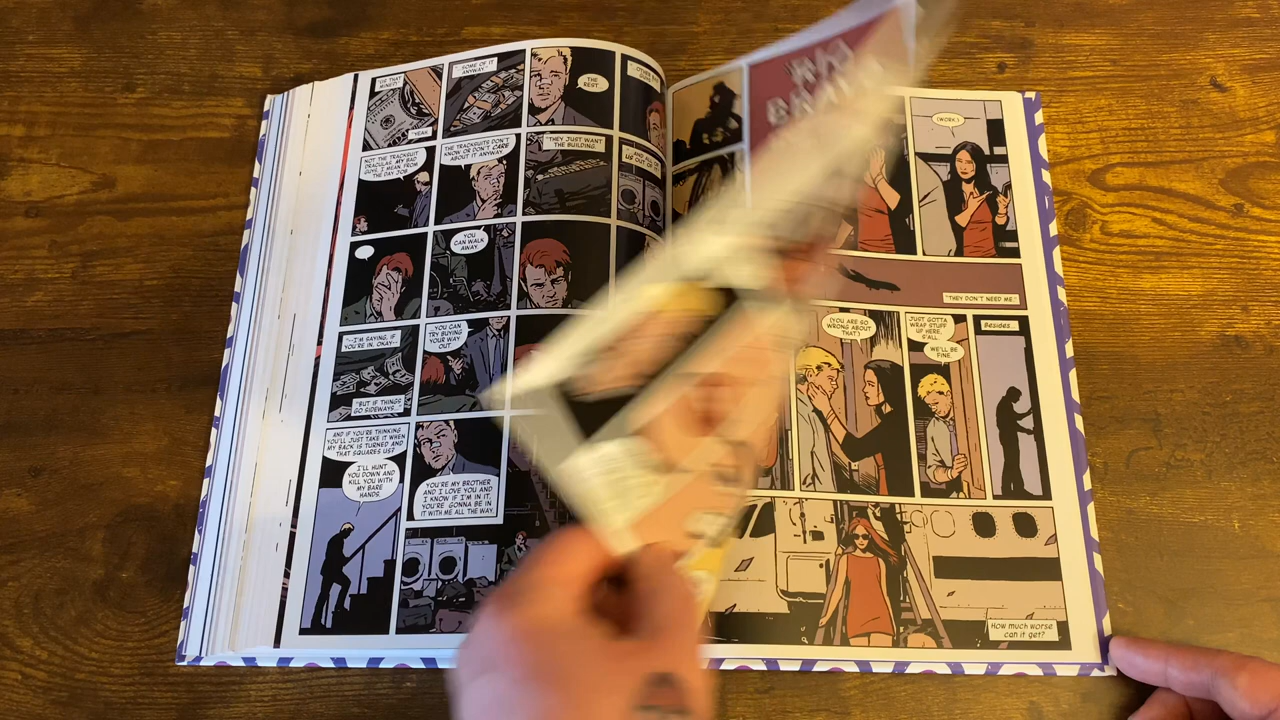 "IS THAT
MINE?"
"YEAH.
"...SOME OF IT
ANYWAY."
THE
REST...
NOT THE TRACKSUIT
DRACULAS. MY BAD
GUYS, I MEAN. FROM
THE DAY JOB.
THE TRACKSUITS DON'T
KNOW OR DON'T CARE
ABOUT IT ANYWAY.
"THEY JUST WANT
THE BUILDING.
YOU
CAN WALK
AWAY.
"--I'M SAYING, IF
YOU'RE IN, OKAY--
"BUT IF THINGS
GO SIDEWAYS..."
YOU CAN
TRY BUYING
YOUR WAY
OUT.
AND IF YOU'RE THINKING
YOU'LL JUST TAKE IT WHEN
MY BACK IS TURNED AND
THAT SQUARES US?
I'LL HUNT
YOU DOWN AND
KILL YOU WITH
MY BARE
HANDS.
YOU'RE MY BROTHER
AND I LOVE YOU AND
I KNOW IF I'M IN IT,
YOU'RE GONNA BE IN
IT WITH ME ALL THE WAY.
(WORK.)
"THEY DON'T NEED ME."
(YOU ARE SO
WRONG ABOUT
THAT.)
JUST GOTTA
WRAP STUFF
UP HERE,
S'ALL.
WE'LL BE
FINE.
Besides...
How much worse
can it get?